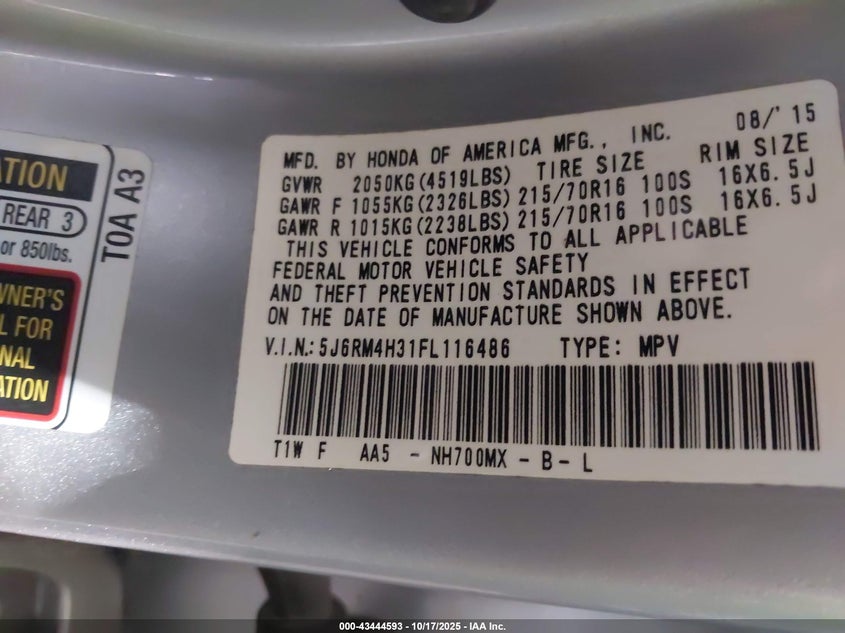 ATION
REAR 3
or 850lbs.
WNER'S
L FOR
NAL
ATION
TOA A3
08/'15
MFD. BY HONDA OF AMERICA MFG., INC.
GVWR 2050KG(4519LBS) TIRE SIZE RIM SIZE
GAWR F 1055KG(2326LBS) 215/70R16 100S 16X6.5J
GAWR R 1015KG(2238LBS) 215/70R16 100S 16X6.5J
THIS VEHICLE CONFORMS TO ALL APPLICABLE
FEDERAL MOTOR VEHICLE SAFETY
AND THEFT PREVENTION STANDARDS IN EFFECT
ON THE DATE OF MANUFACTURE SHOWN ABOVE.
V.I.N.: 5J6RM4H31FL116486 TYPE: MPV
T1W F AA5 - NH700MX - B - L
000-43444593 | 10/17/2025 - IAA Inc.